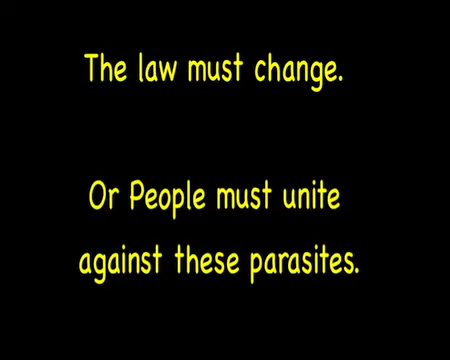 The law must change.
Or People must unite
against these parasites.